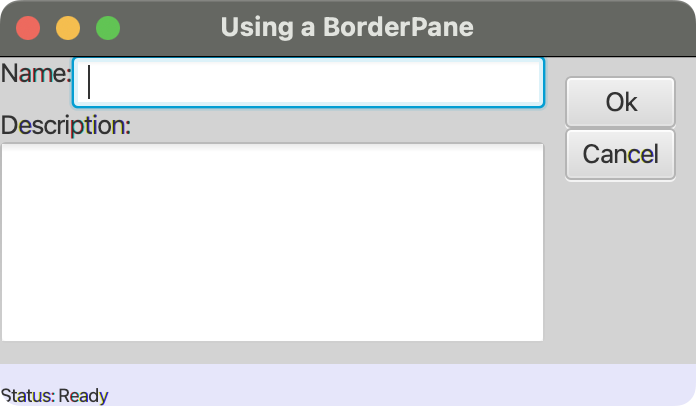 Using a BorderPane
Name:
Ok
Description:
Cancel
Status: Ready